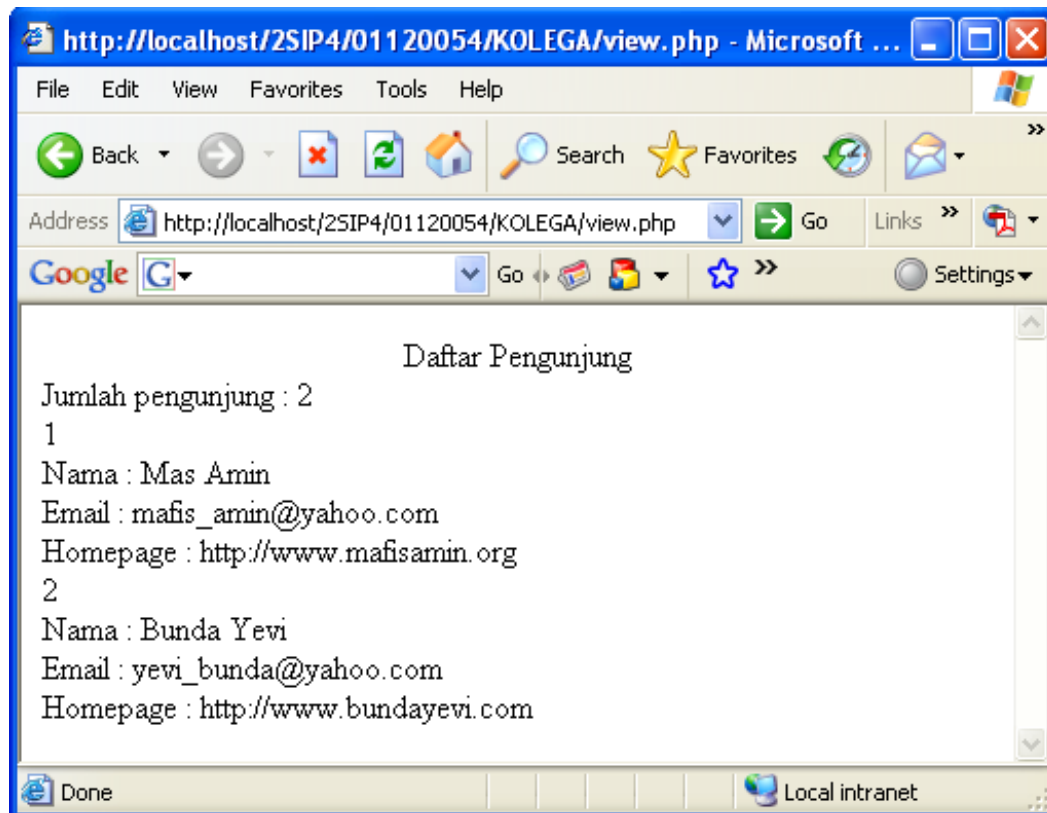 http://localhost/2SIP4/01120054/KOLEGA/view.php - Microsoft ...
File Edit View Favorites Tools Help
Back Search Favorites »
Address http://localhost/2SIP4/01120054/KOLEGA/view.php Go Links »
Google G Go » Settings
Daftar Pengunjung
Jumlah pengunjung : 2
1
Nama : Mas Amin
Email : mafis_amin@yahoo.com
Homepage : http://www.mafisamin.org
2
Nama : Bunda Yevi
Email : yevi_bunda@yahoo.com
Homepage : http://www.bundayevi.com
Done Local intranet